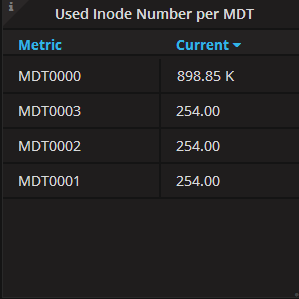 Used Inode Number per MDT
Metric Current
MDT0000 898.85 K
MDT0003 254.00
MDT0002 254.00
MDT0001 254.00